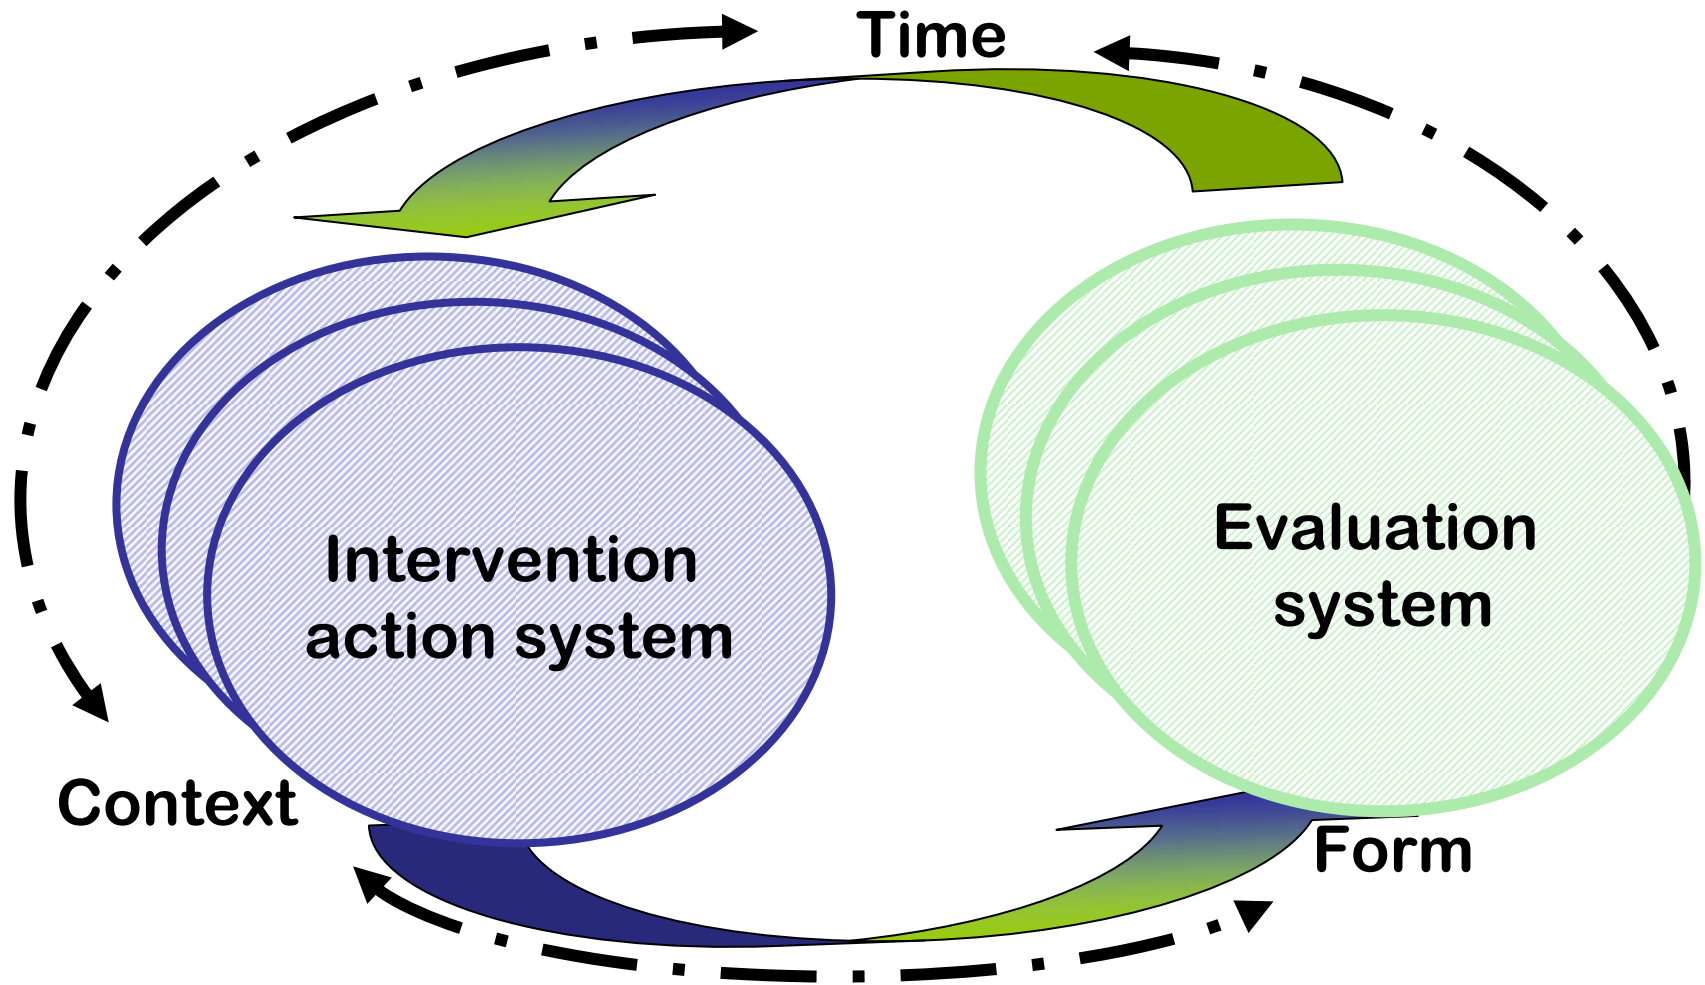 Time
Intervention
action system
Evaluation
system
Context
Form